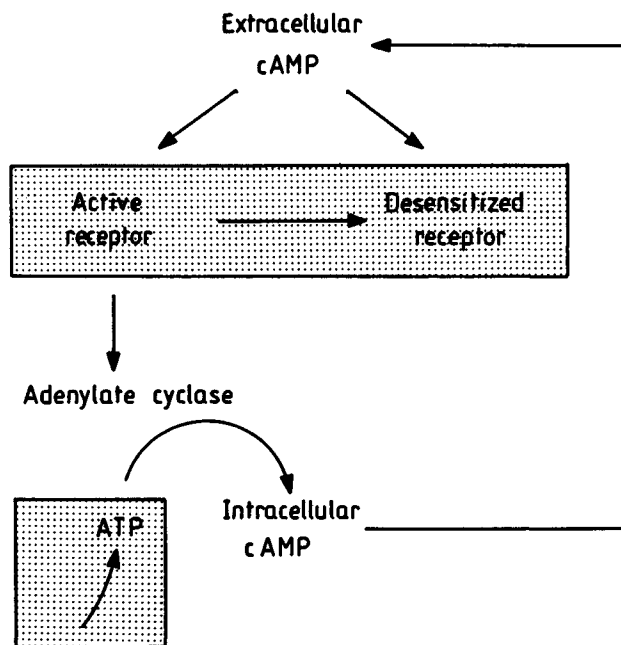 Extracellular
cAMP
Active
receptor
Desensitized
receptor
Adenylate cyclase
ATP
Intracellular
cAMP